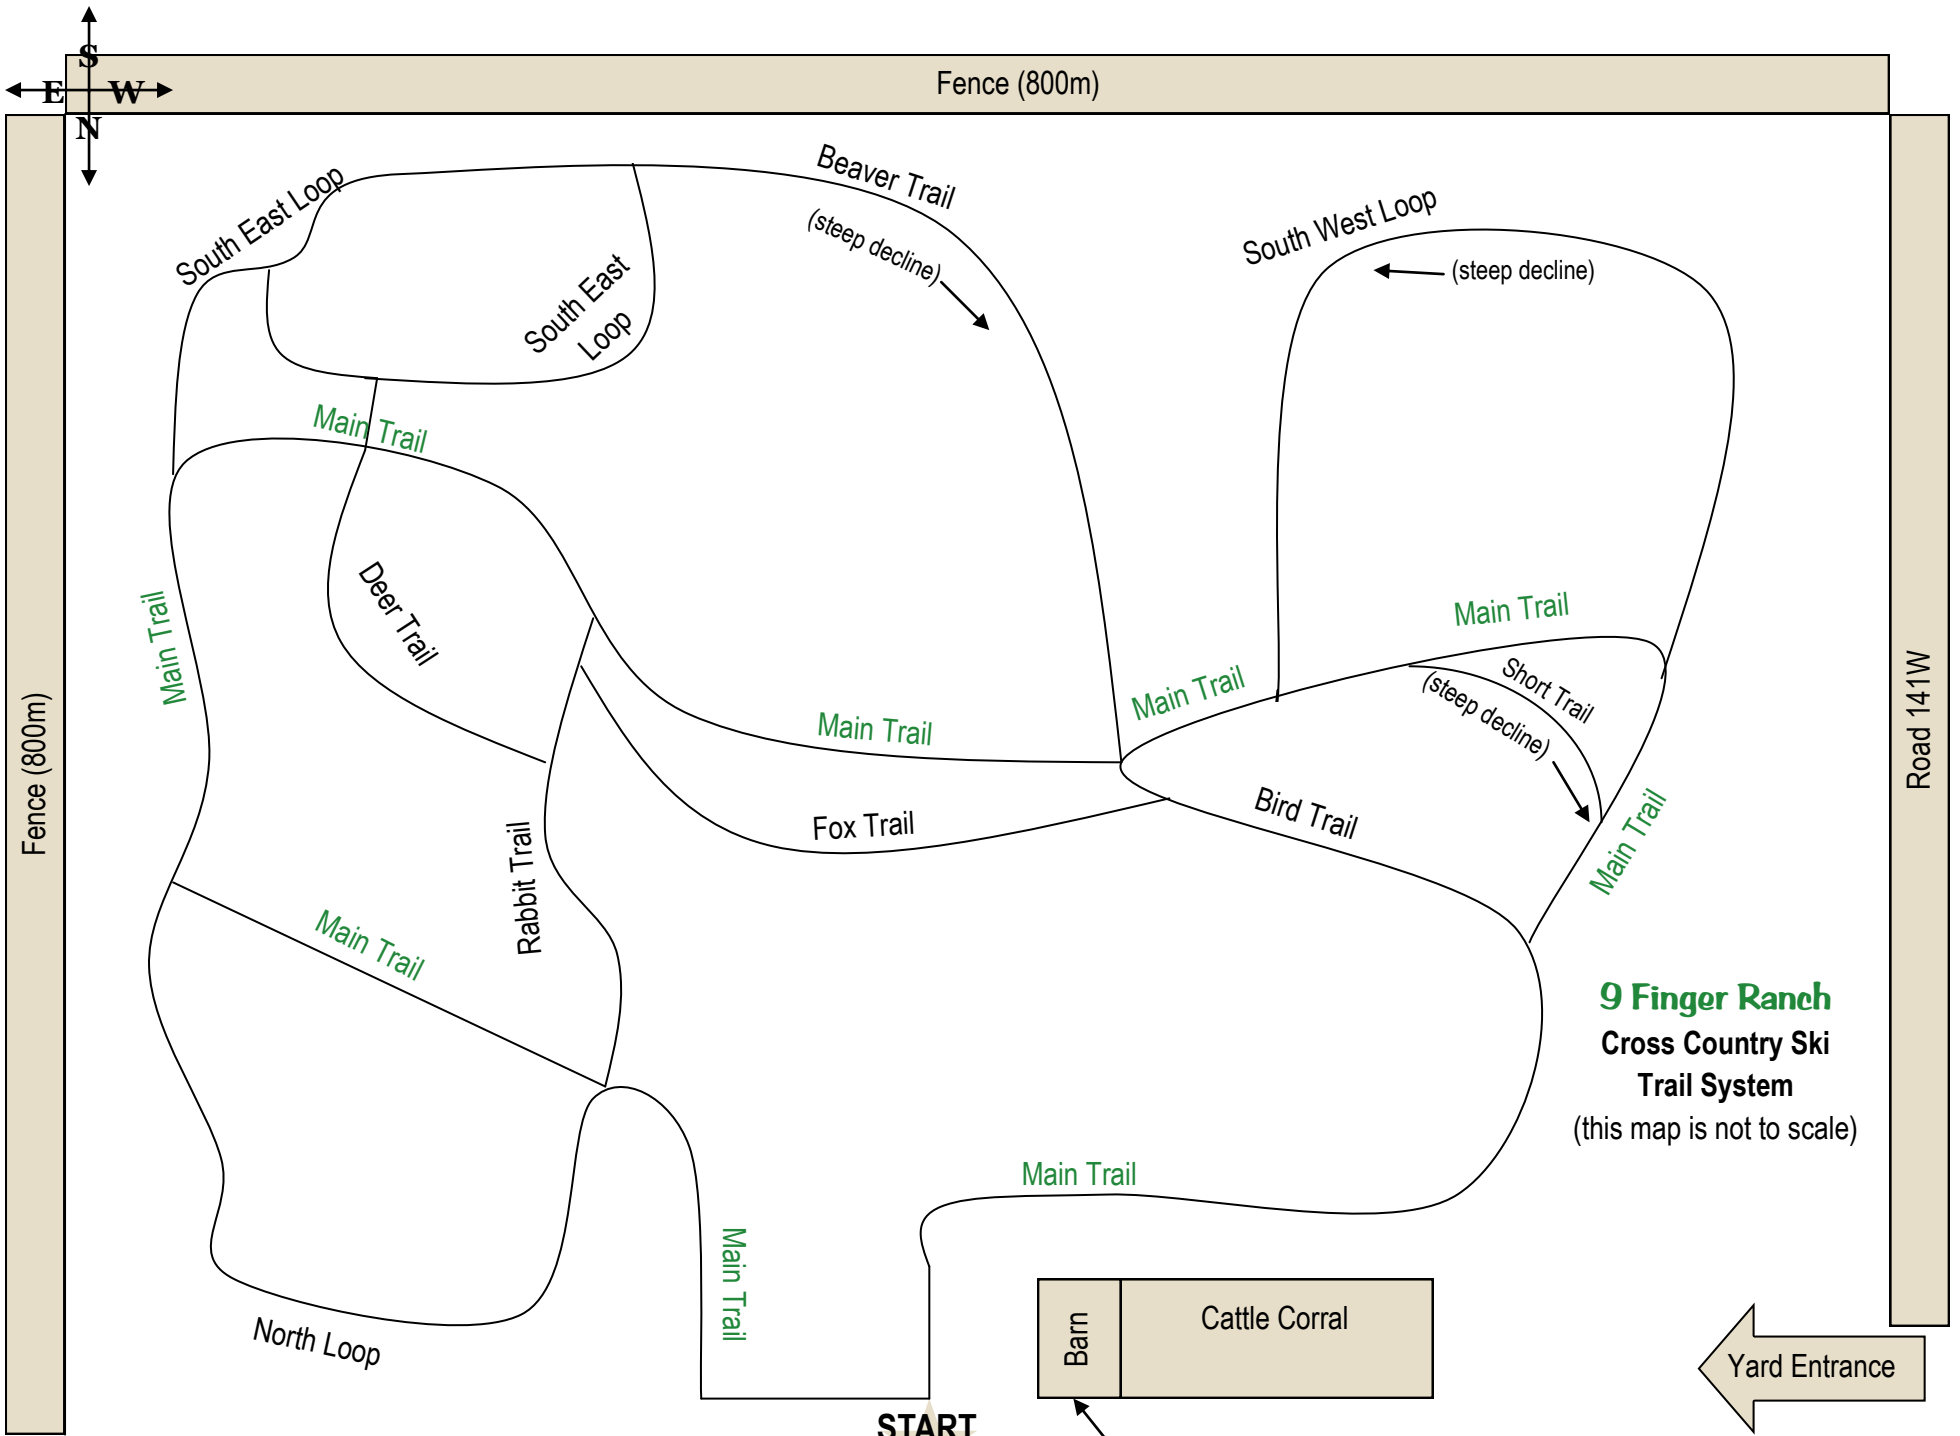 S
E W
N
Fence (800m)
Beaver Trail
(steep decline)
South East Loop
South West Loop
(steep decline)
South East
Loop
Main Trail
Deer Trail
Main Trail
Main Trail
Short Trail
(steep decline)
Main Trail
Main Trail
Fence (800m)
Road 141W
Fox Trail
Bird Trail
Main Trail
Rabbit Trail
Main Trail
9 Finger Ranch
Cross Country Ski
Trail System
(this map is not to scale)
Main Trail
Main Trail
North Loop
Barn
Cattle Corral
Yard Entrance
START